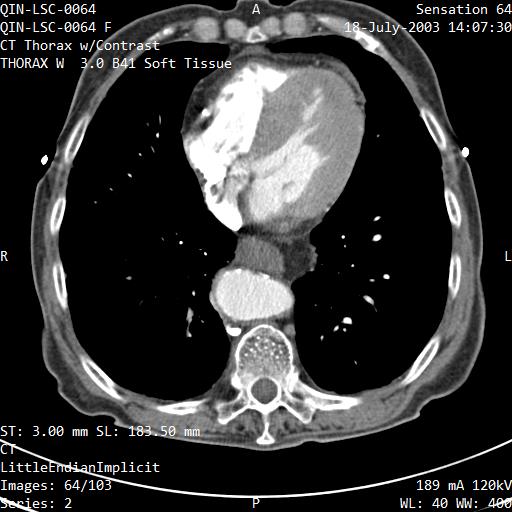 QIN-LSC-0064
A
Sensation 64
QIN-LSC-0064 F
18-July-2003 14:07:30
CT Thorax w/Contrast
THORAX W  3.0 B41 Soft Tissue
R
L
ST: 3.00 mm SL: 183.50 mm
CT
LittleEndianImplicit
Images: 64/103
189 mA 120kV
Series: 2
P
WL: 40 WW: 400